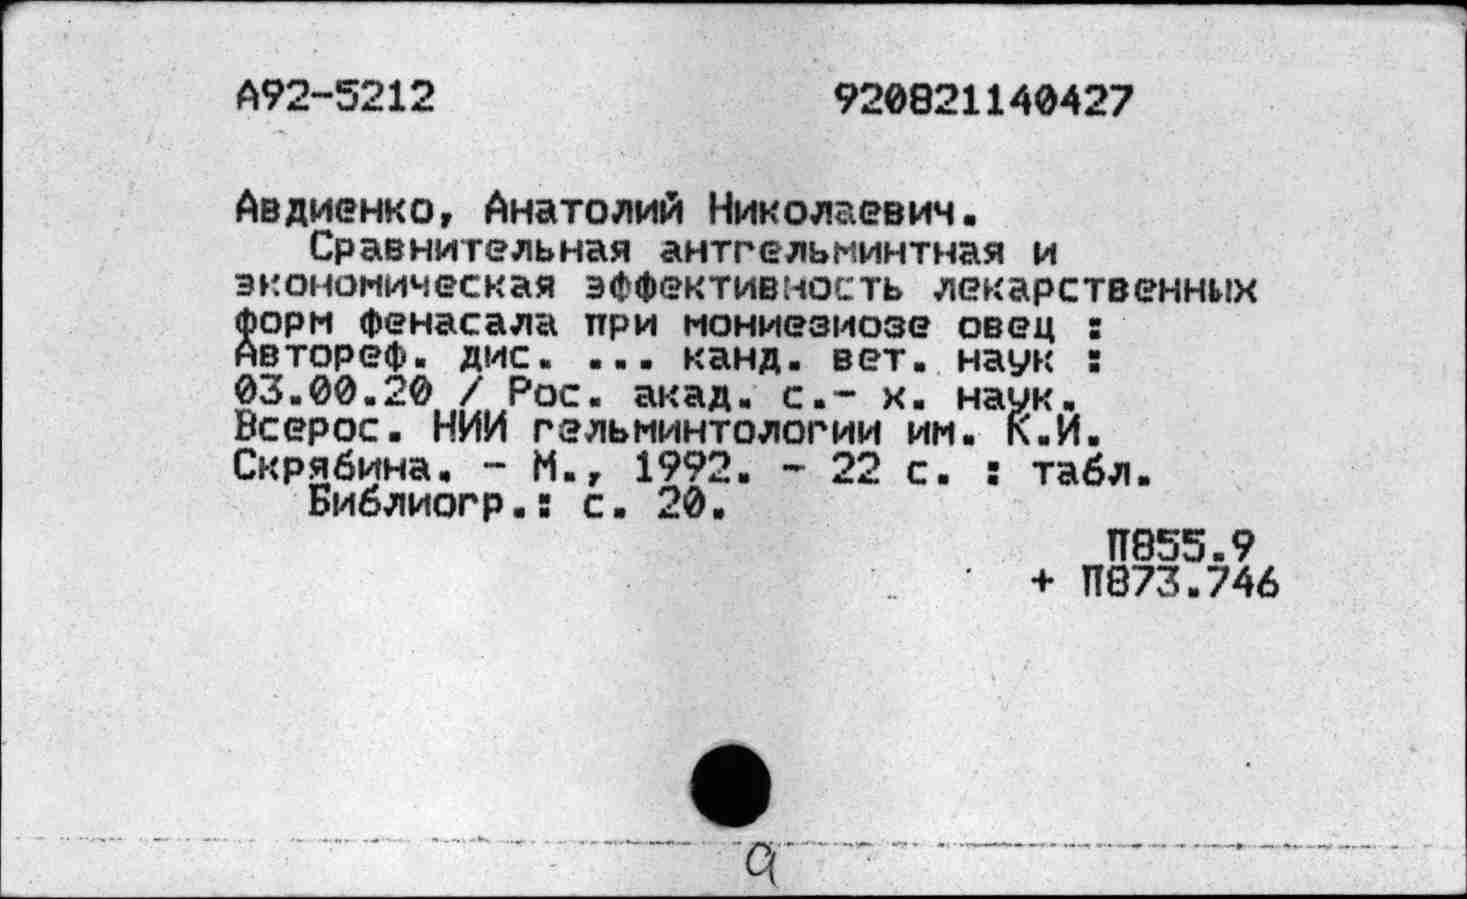 А92-5212 920821140427
Авдиенко, Анатолий Николаевич.
Сравнительная антгельминтная и
экономическая эффективность лекарственных
форм фенасала при мониезиозе овец :
Автореф. дис. ... канд. вет. наук :
03.00.20 / Рос. акад. с.- х. наук.
Всерос. НИИ гельминтологии им. К.И.
Скрябина. - М., 1992. - 22 с. : табл.
Библиогр.: с. 20.
П855.9
+ П873.746